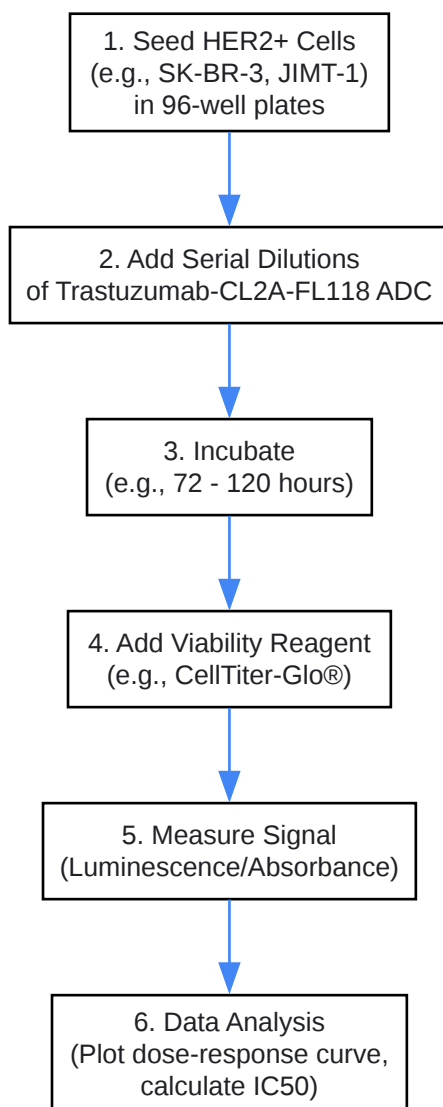 1. Seed HER2+ Cells
(e.g., SK-BR-3, JIMT-1)
in 96-well plates
2. Add Serial Dilutions
of Trastuzumab-CL2A-FL118 ADC
3. Incubate
(e.g., 72 - 120 hours)
4. Add Viability Reagent
(e.g., CellTiter-Glo®)
5. Measure Signal
(Luminescence/Absorbance)
6. Data Analysis
(Plot dose-response curve,
calculate IC50)